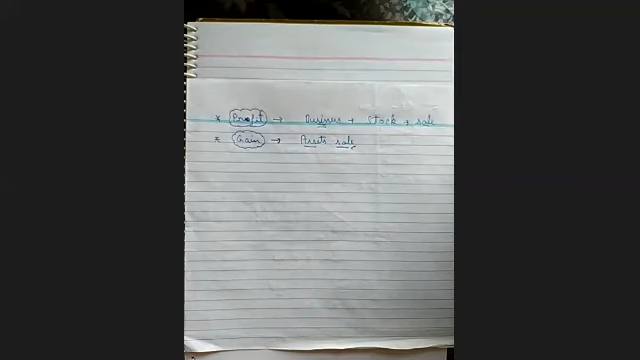 * Profit → Business + Stock → sale
* Gain → Assets sale